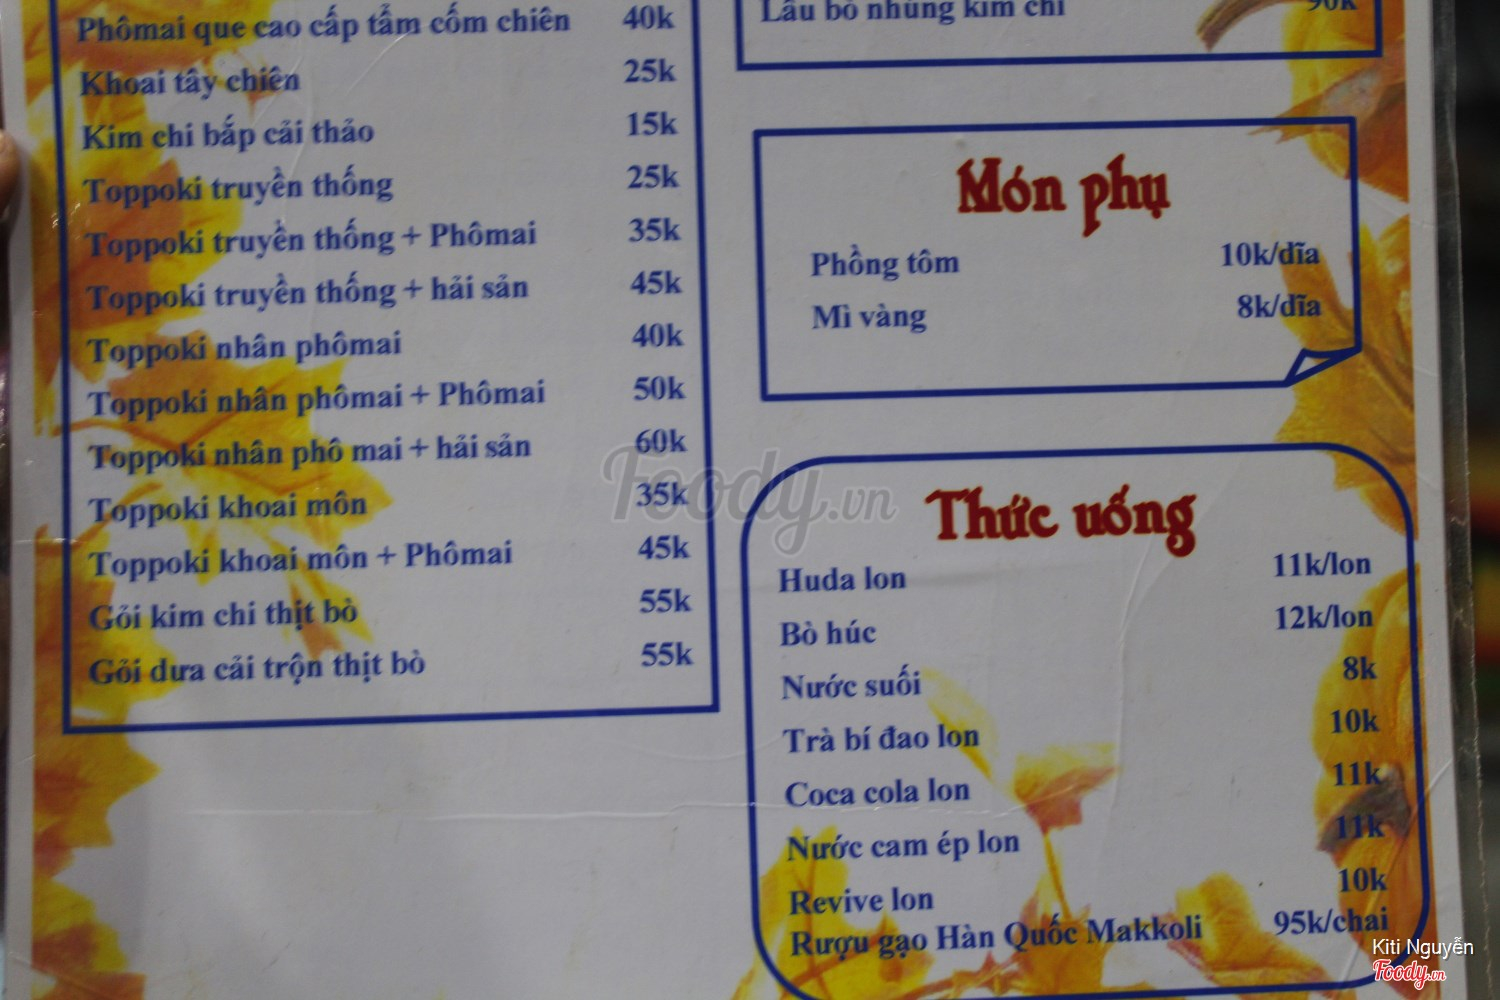 Phômai que cao cấp tẩm cốm chiên 40k
Khoai tây chiên 25k
Kim chi bắp cải thảo 15k
Toppoki truyền thống 25k
Toppoki truyền thống + Phômai 35k
Toppoki truyền thống + hải sản 45k
Toppoki nhân phômai 40k
Toppoki nhân phômai + Phômai 50k
Toppoki nhân phô mai + hải sản 60k
Toppoki khoai môn 35k
Toppoki khoai môn + Phômai 45k
Gỏi kim chi thịt bò 55k
Gỏi dưa cải trộn thịt bò 55k
Lẩu bò nhúng kim chi 90k
Món phụ
Phồng tôm 10k/dĩa
Mì vàng 8k/dĩa
Thức uống
Huda lon 11k/lon
Bò húc 12k/lon
Nước suối 8k
Trà bí đao lon 10k
Coca cola lon 11k
Nước cam ép lon 11k
Revive lon 10k
Rượu gạo Hàn Quốc Makkoli 95k/chai
Foody.vn
Kiti Nguyễn
Foody.vn